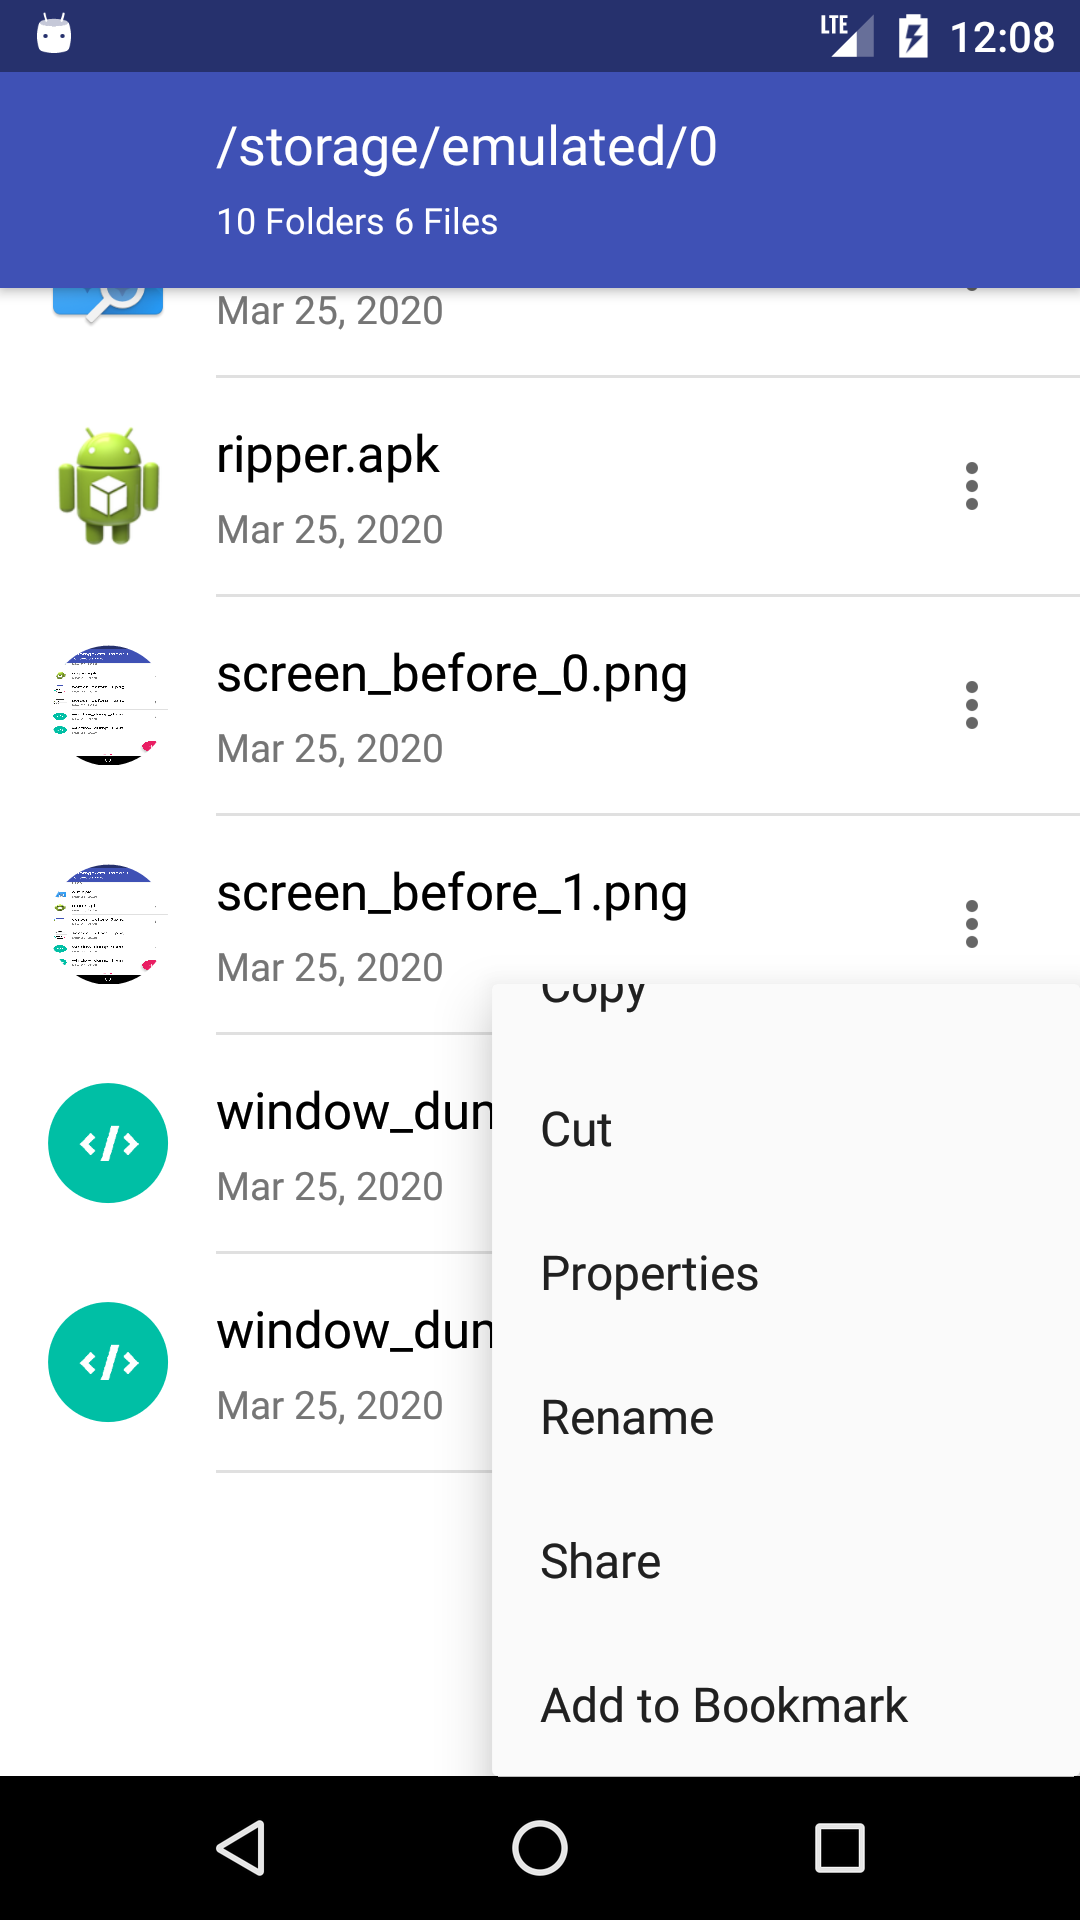 LTE 12:08
/storage/emulated/0
10 Folders 6 Files
Mar 25, 2020
ripper.apk
Mar 25, 2020
screen_before_0.png
Mar 25, 2020
screen_before_1.png
Mar 25, 2020
Copy
window_dum
Mar 25, 2020
Cut
Properties
window_dum
Mar 25, 2020
Rename
Share
Add to Bookmark